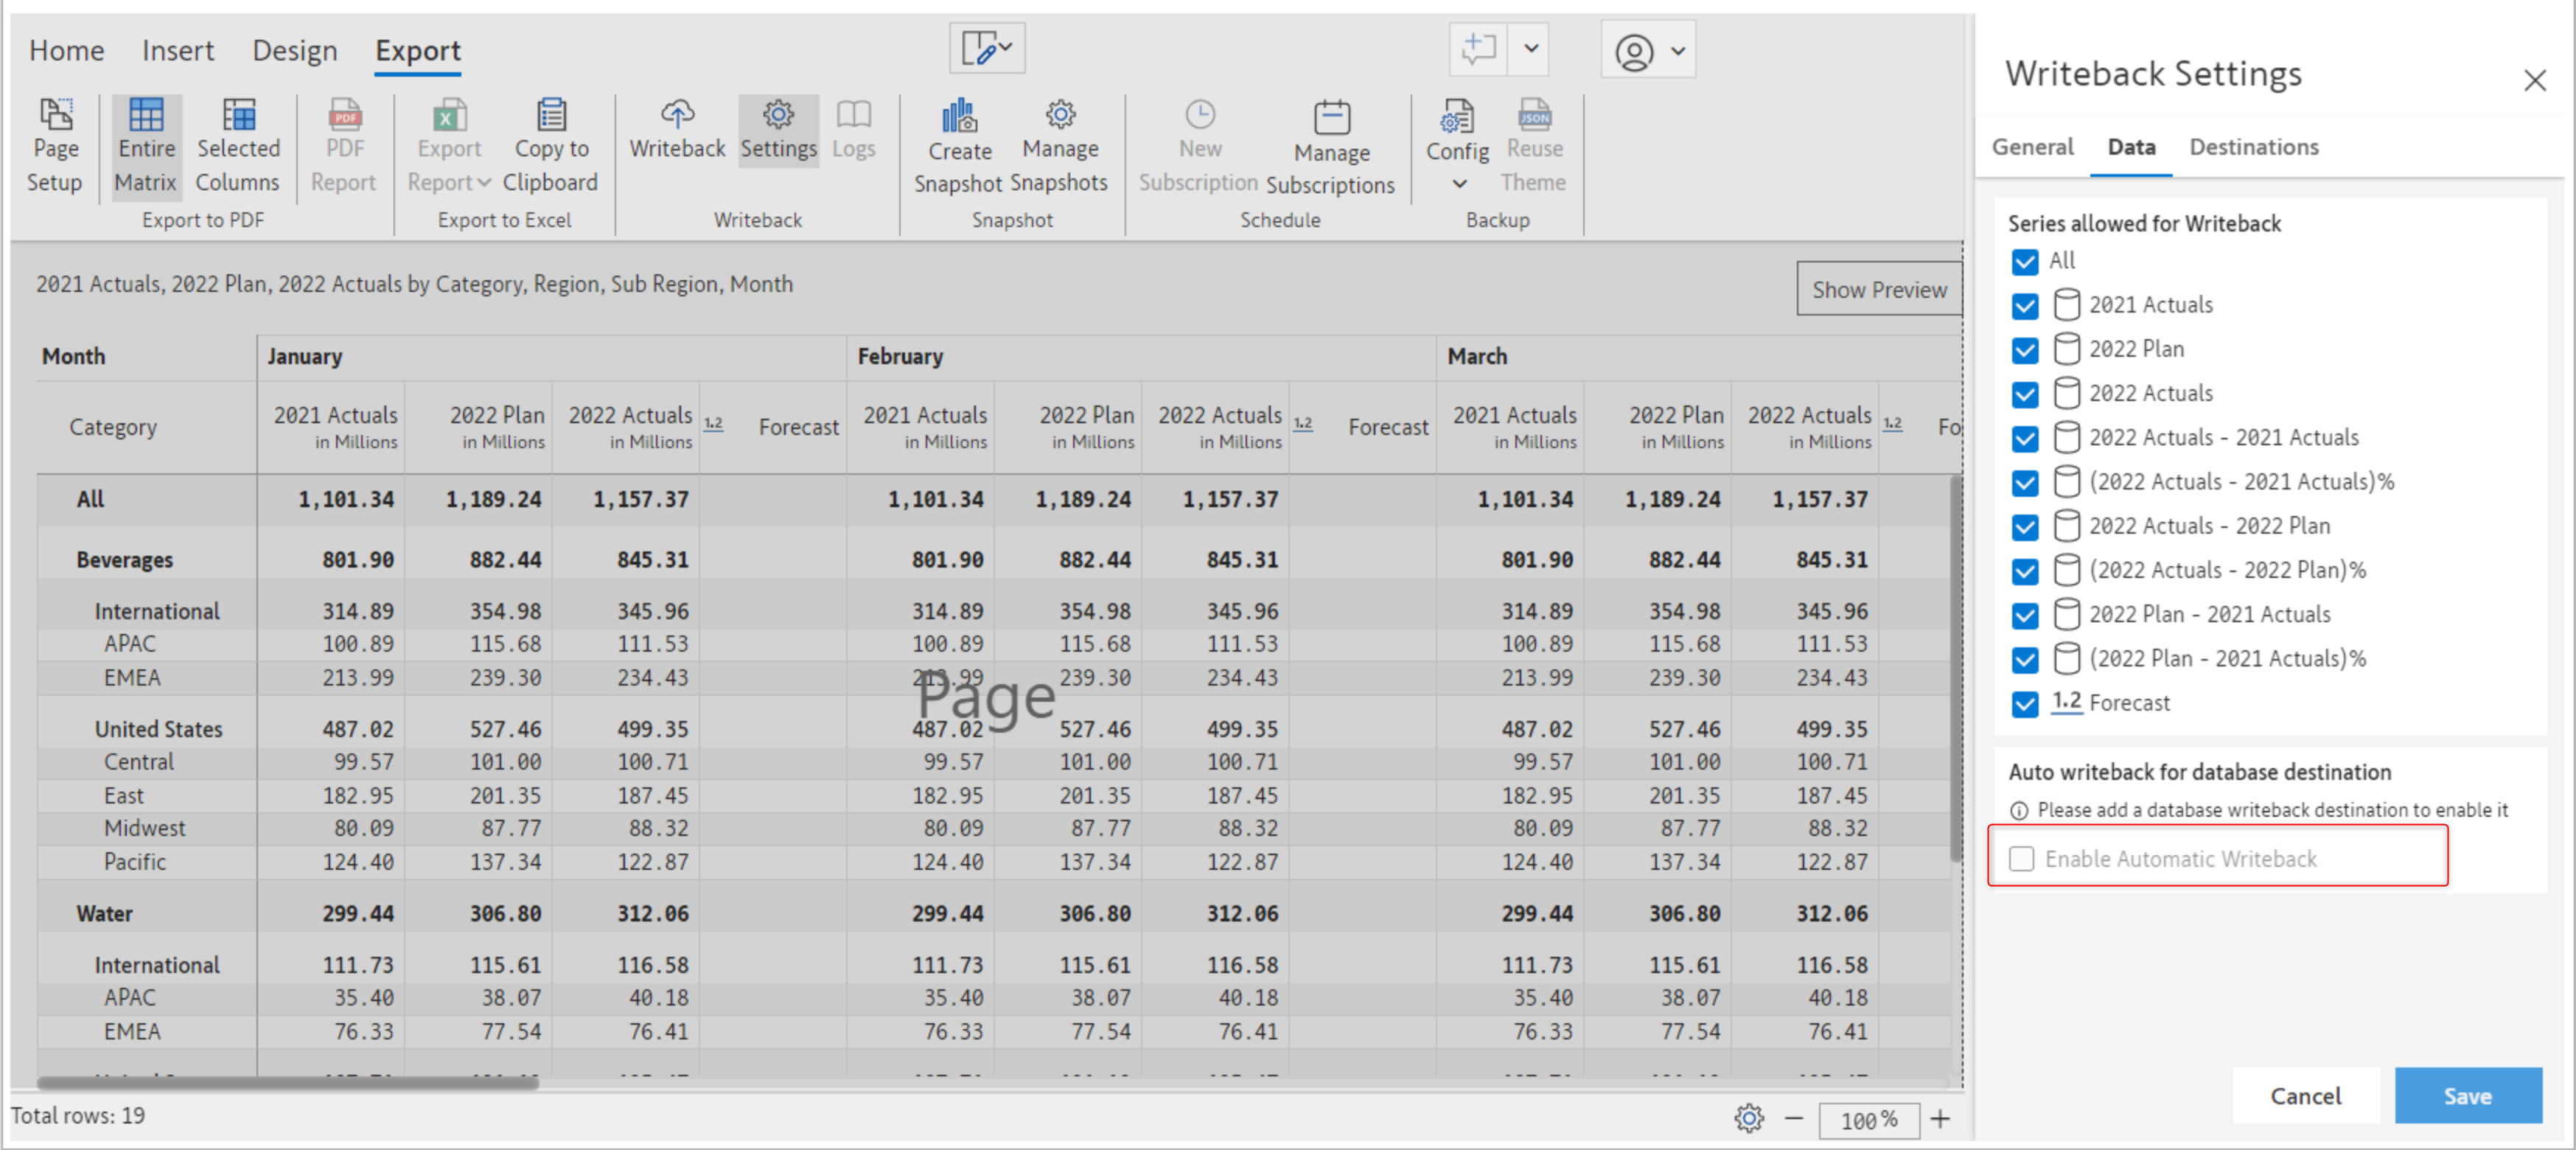 Home Insert Design Export
Page Setup
Entire Matrix
Selected Columns
PDF Report
Export Report
Copy to Clipboard
Writeback
Settings
Logs
Create Snapshot
Manage Snapshots
New Subscription
Manage Subscriptions
Config
JSON
Reuse Theme
Export to PDF
Export to Excel
Writeback
Snapshot
Schedule
Backup
2021 Actuals, 2022 Plan, 2022 Actuals by Category, Region, Sub Region, Month
Show Preview
Month January February March
Category 2021 Actuals in Millions 2022 Plan in Millions 2022 Actuals in Millions 1.2 Forecast 2021 Actuals in Millions 2022 Plan in Millions 2022 Actuals in Millions 1.2 Forecast 2021 Actuals in Millions 2022 Plan in Millions 2022 Actuals in Millions 1.2 Fo
All 1,101.34 1,189.24 1,157.37 1,101.34 1,189.24 1,157.37 1,101.34 1,189.24 1,157.37
Beverages 801.90 882.44 845.31 801.90 882.44 845.31 801.90 882.44 845.31
International 314.89 354.98 345.96 314.89 354.98 345.96 314.89 354.98 345.96
APAC 100.89 115.68 111.53 100.89 115.68 111.53 100.89 115.68 111.53
EMEA 213.99 239.30 234.43 213.99 239.30 234.43 213.99 239.30 234.43
Page
United States 487.02 527.46 499.35 487.02 527.46 499.35 487.02 527.46 499.35
Central 99.57 101.00 100.71 99.57 101.00 100.71 99.57 101.00 100.71
East 182.95 201.35 187.45 182.95 201.35 187.45 182.95 201.35 187.45
Midwest 80.09 87.77 88.32 80.09 87.77 88.32 80.09 87.77 88.32
Pacific 124.40 137.34 122.87 124.40 137.34 122.87 124.40 137.34 122.87
Water 299.44 306.80 312.06 299.44 306.80 312.06 299.44 306.80 312.06
International 111.73 115.61 116.58 111.73 115.61 116.58 111.73 115.61 116.58
APAC 35.40 38.07 40.18 35.40 38.07 40.18 35.40 38.07 40.18
EMEA 76.33 77.54 76.41 76.33 77.54 76.41 76.33 77.54 76.41
Total rows: 19
100%
Writeback Settings
General Data Destinations
Series allowed for Writeback
All
2021 Actuals
2022 Plan
2022 Actuals
2022 Actuals - 2021 Actuals
(2022 Actuals - 2021 Actuals)%
2022 Actuals - 2022 Plan
(2022 Actuals - 2022 Plan)%
2022 Plan - 2021 Actuals
(2022 Plan - 2021 Actuals)%
1.2 Forecast
Auto writeback for database destination
Please add a database writeback destination to enable it
Enable Automatic Writeback
Cancel Save